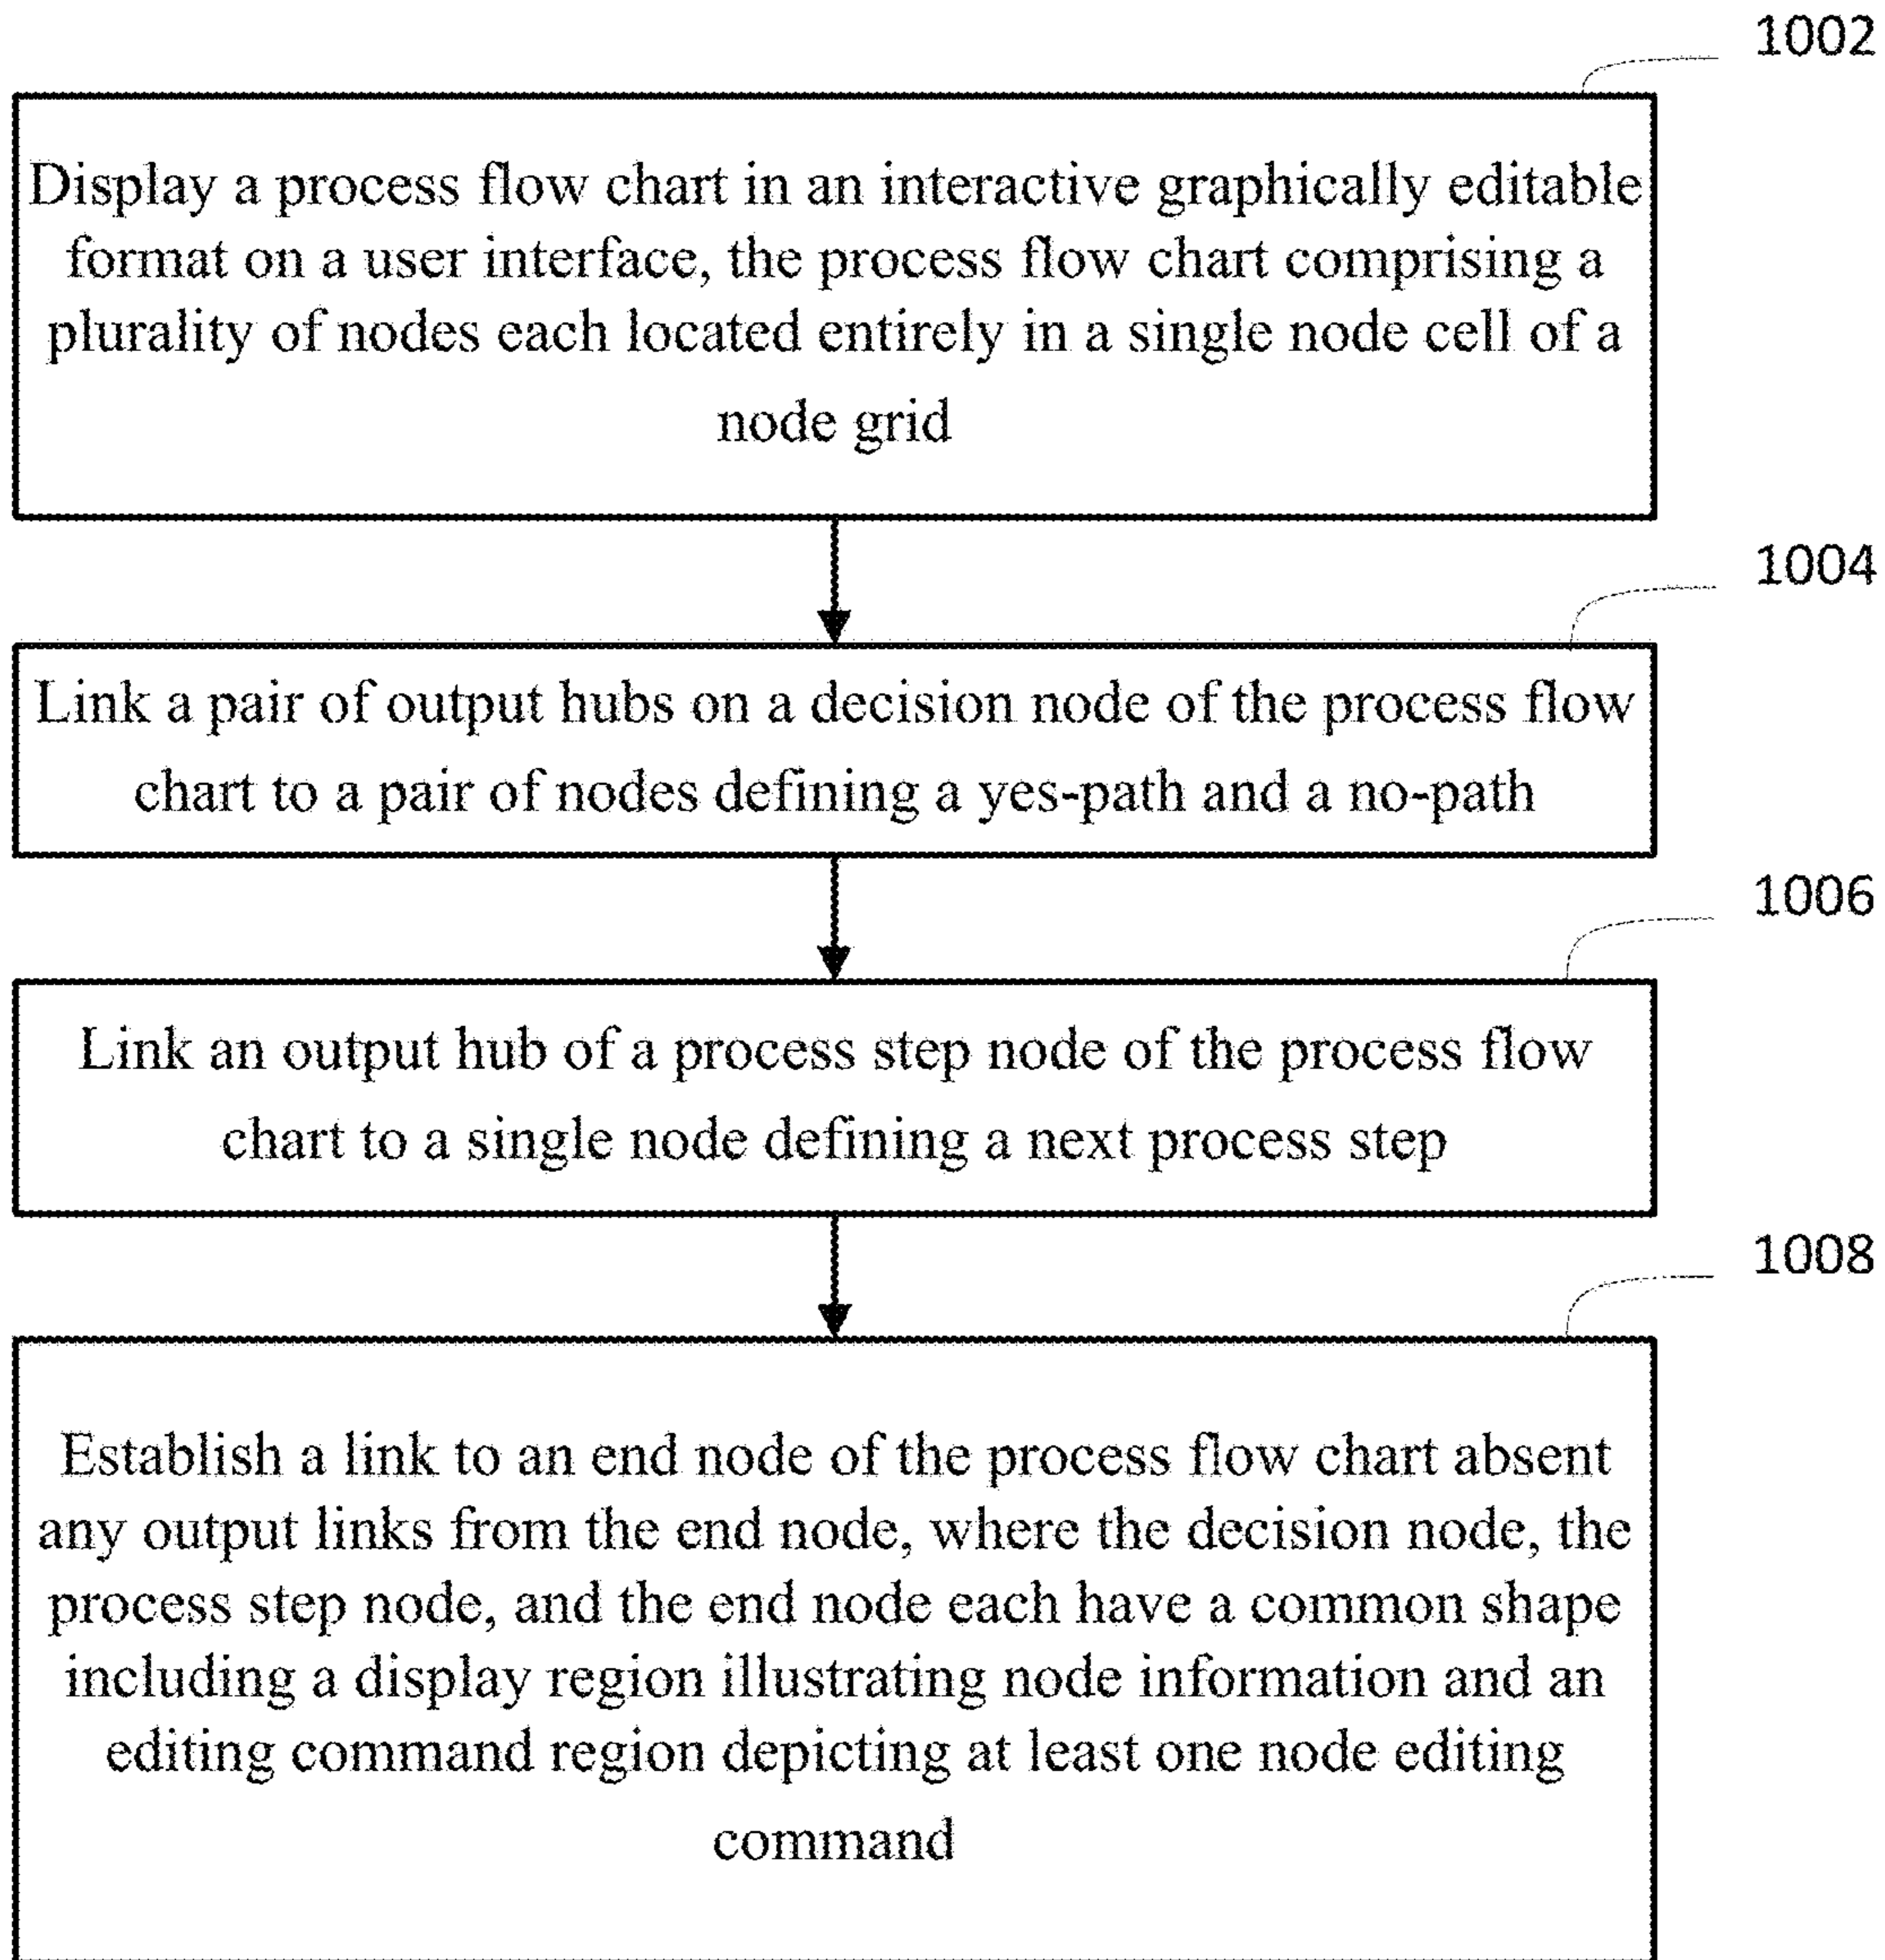 1002
Display a process flow chart in an interactive graphically editable
format on a user interface, the process flow chart comprising a
plurality of nodes each located entirely in a single node cell of a
node grid
1004
Link a pair of output hubs on a decision node of the process flow
chart to a pair of nodes defining a yes-path and a no-path
1006
Link an output hub of a process step node of the process flow
chart to a single node defining a next process step
1008
Establish a link to an end node of the process flow chart absent
any output links from the end node, where the decision node, the
process step node, and the end node each have a common shape
including a display region illustrating node information and an
editing command region depicting at least one node editing
command